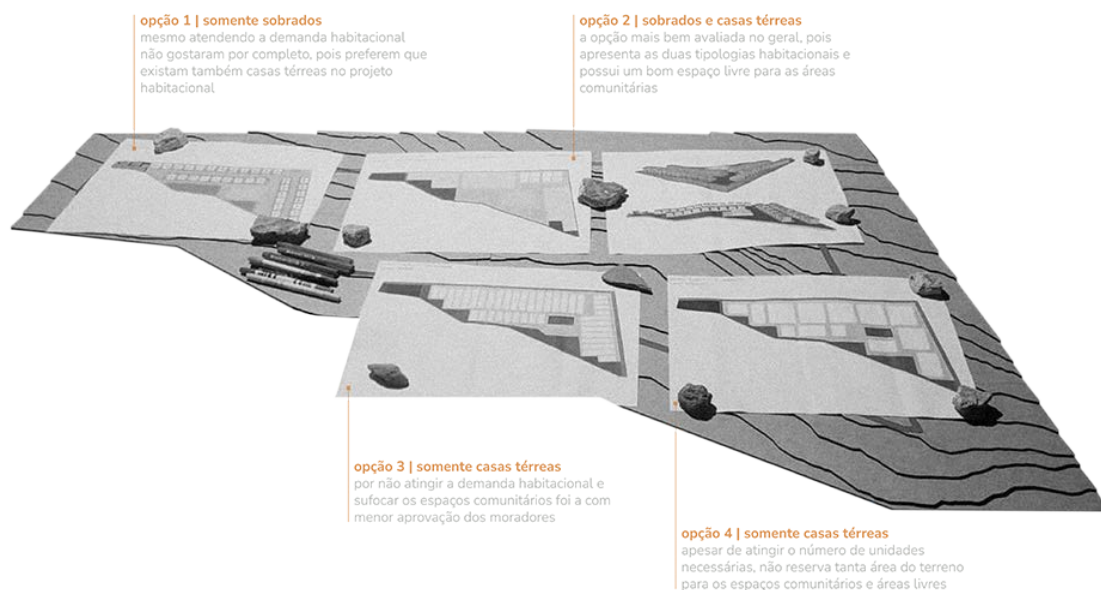 opção 1 | somente sobrados
mesmo atendendo a demanda habitacional
não gostaram por completo, pois preferem que
existam também casas térreas no projeto
habitacional
opção 2 | sobrados e casas térreas
a opção mais bem avaliada no geral, pois
apresenta as duas tipologias habitacionais e
possui um bom espaço livre para as áreas
comunitárias
opção 3 | somente casas térreas
por não atingir a demanda habitacional e
sufocar os espaços comunitários foi a com
menor aprovação dos moradores
opção 4 | somente casas térreas
apesar de atingir o número de unidades
necessárias, não reserva tanta área do terreno
para os espaços comunitários e áreas livres